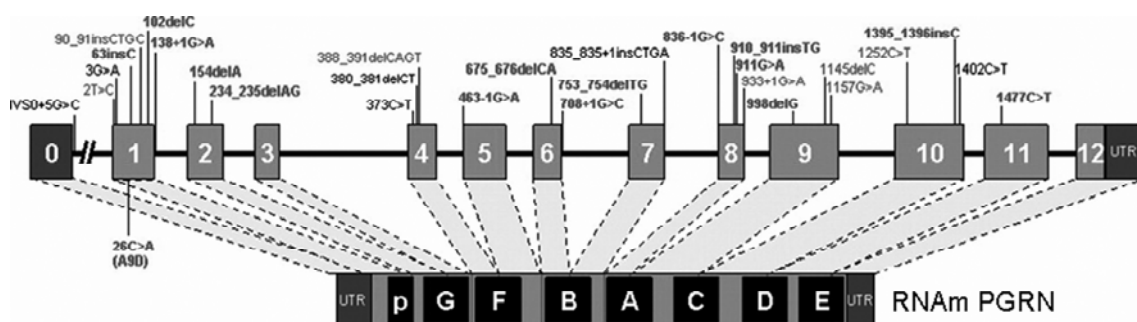 102delC
90_91insCTGC
138+1G>A
63insC
3G>A
2T>C
IVS0+5G>C
154delA
234_235delAG
388_391delCAGT
380_381delCT
373C>T
675_676delCA
463-1G>A
835_835+1insCTGA
753_754delTG
708+1G>C
836-1G>C
910_911insTG
911G>A
933+1G>A
998delG
1145delC
1157G>A
1395_1396insC
1252C>T
1402C>T
1477C>T
0 1 2 3 4 5 6 7 8 9 10 11 12 UTR
26C>A
(A9D)
UTR p G F B A C D E UTR RNAm PGRN